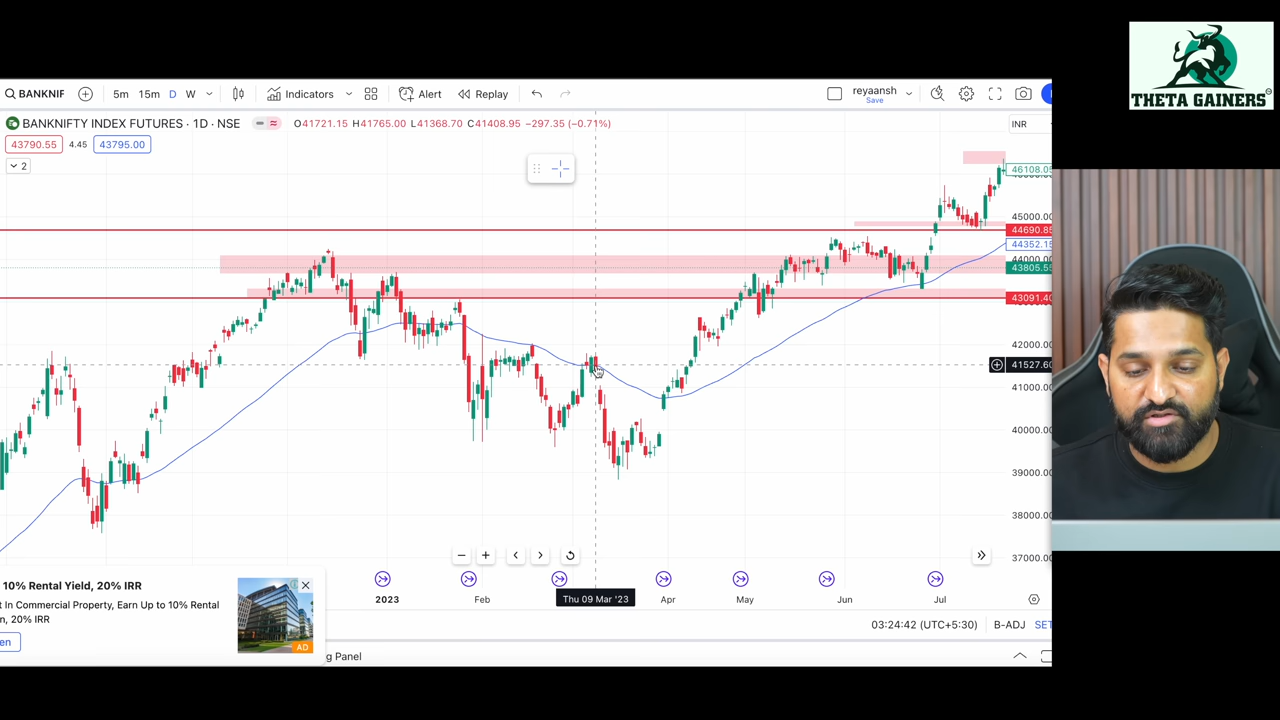 THETA GAINERS
BANKNIF 5m 15m D W Indicators Alert Replay reyaansh
Save
BANKNIFTY INDEX FUTURES · 1D · NSE O41721.15 H41765.00 L41368.70 C41408.95 −297.35 (−0.71%) INR
43790.55 4.45 43795.00
2
46108.0
45000.00
44690.85
44352.15
44000.0
43805.55
43091.40
42000.00
41527.60
41000.00
40000.00
39000.00
38000.00
37000.00
2023 Feb Thu 09 Mar '23 Apr May Jun Jul
10% Rental Yield, 20% IRR
t In Commercial Property, Earn Up to 10% Rental
n, 20% IRR
en
AD
03:24:42 (UTC+5:30) B-ADJ SET
g Panel